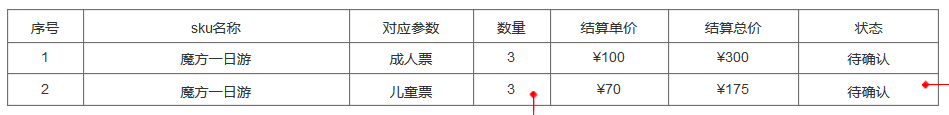 序号 sku名称 对应参数 数量 结算单价 结算总价 状态
1 魔方一日游 成人票 3 ¥100 ¥300 待确认
2 魔方一日游 儿童票 3 ¥70 ¥175 待确认